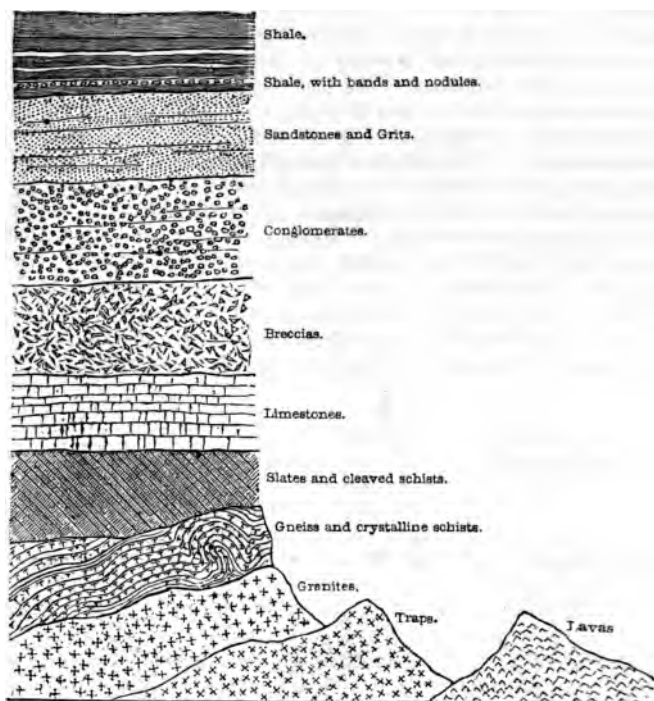 Shale.
Shale, with bands and nodules.
Sandstones and Grits.
Conglomerates.
Breccias.
Limestones.
Slates and cleaved schists.
Gneiss and crystalline schists.
Granites.
Traps.
Lavas